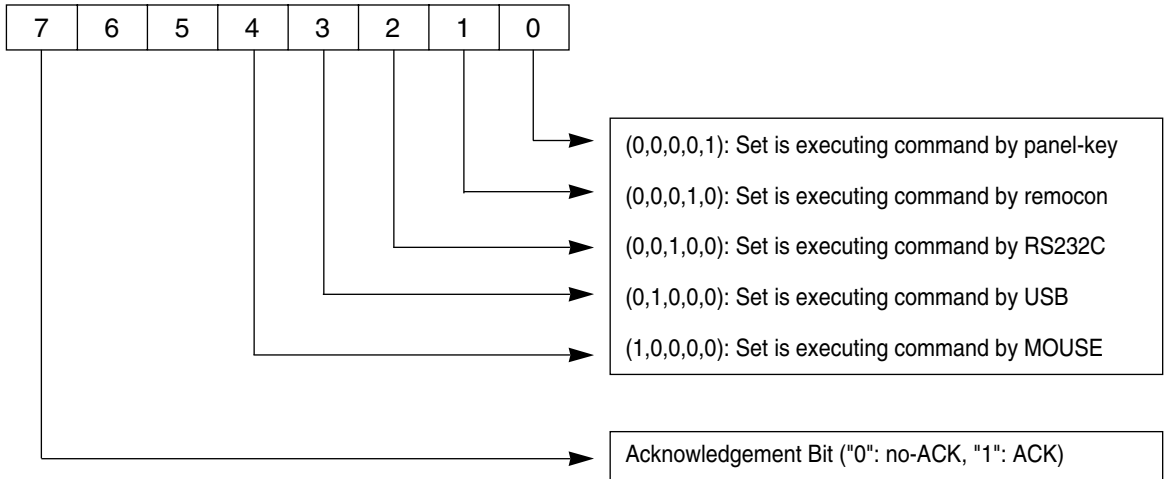 7 6 5 4 3 2 1 0
(0,0,0,0,1): Set is executing command by panel-key
(0,0,0,1,0): Set is executing command by remocon
(0,0,1,0,0): Set is executing command by RS232C
(0,1,0,0,0): Set is executing command by USB
(1,0,0,0,0): Set is executing command by MOUSE
Acknowledgement Bit ("0": no-ACK, "1": ACK)